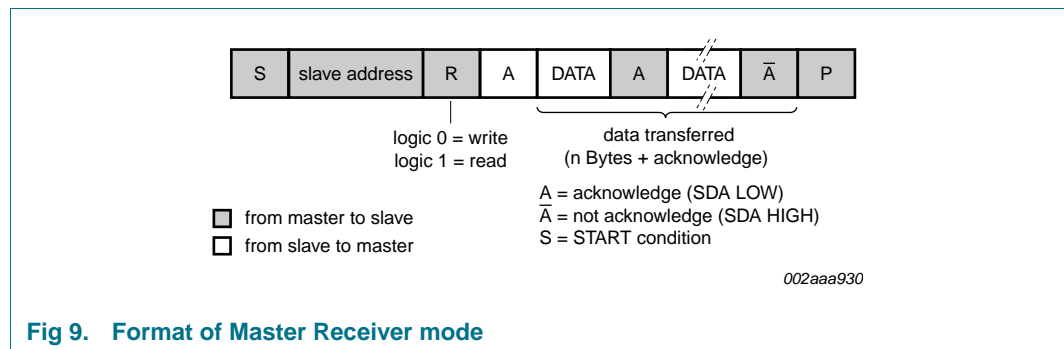 S slave address R A DATA A DATA A̅ P
logic 0 = write
logic 1 = read
data transferred
(n Bytes + acknowledge)
A = acknowledge (SDA LOW)
A̅ = not acknowledge (SDA HIGH)
S = START condition
from master to slave
from slave to master
002aaa930
Fig 9. Format of Master Receiver mode